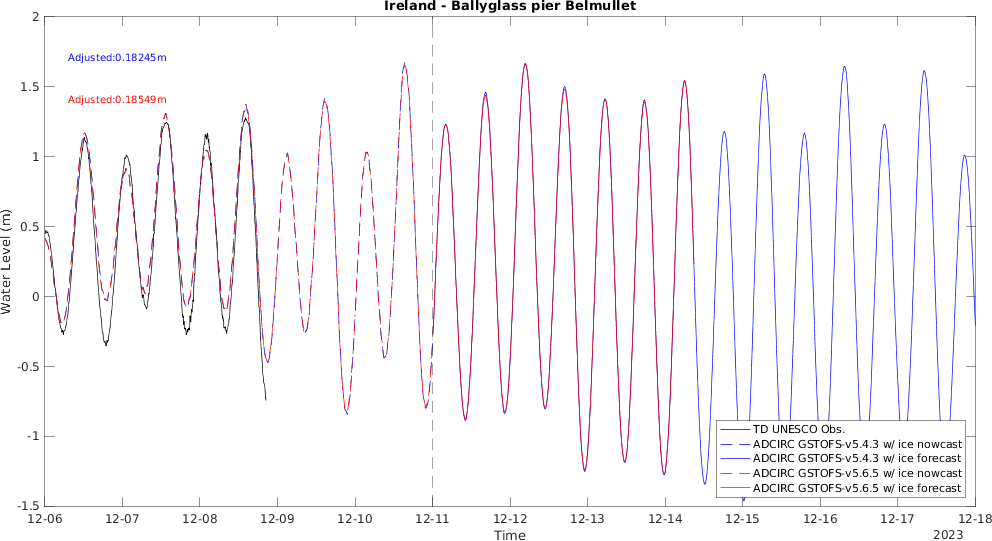 Ireland - Ballyglass pier Belmullet
2
1.5
1
0.5
0
-0.5
-1
-1.5
Water Level (m)
Adjusted:0.18245m
Adjusted:0.18549m
TD UNESCO Obs.
ADCIRC GSTOFS-v5.4.3 w/ ice nowcast
ADCIRC GSTOFS-v5.4.3 w/ ice forecast
ADCIRC GSTOFS-v5.6.5 w/ ice nowcast
ADCIRC GSTOFS-v5.6.5 w/ ice forecast
12-06 12-07 12-08 12-09 12-10 12-11 12-12 12-13 12-14 12-15 12-16 12-17 12-18
Time
2023